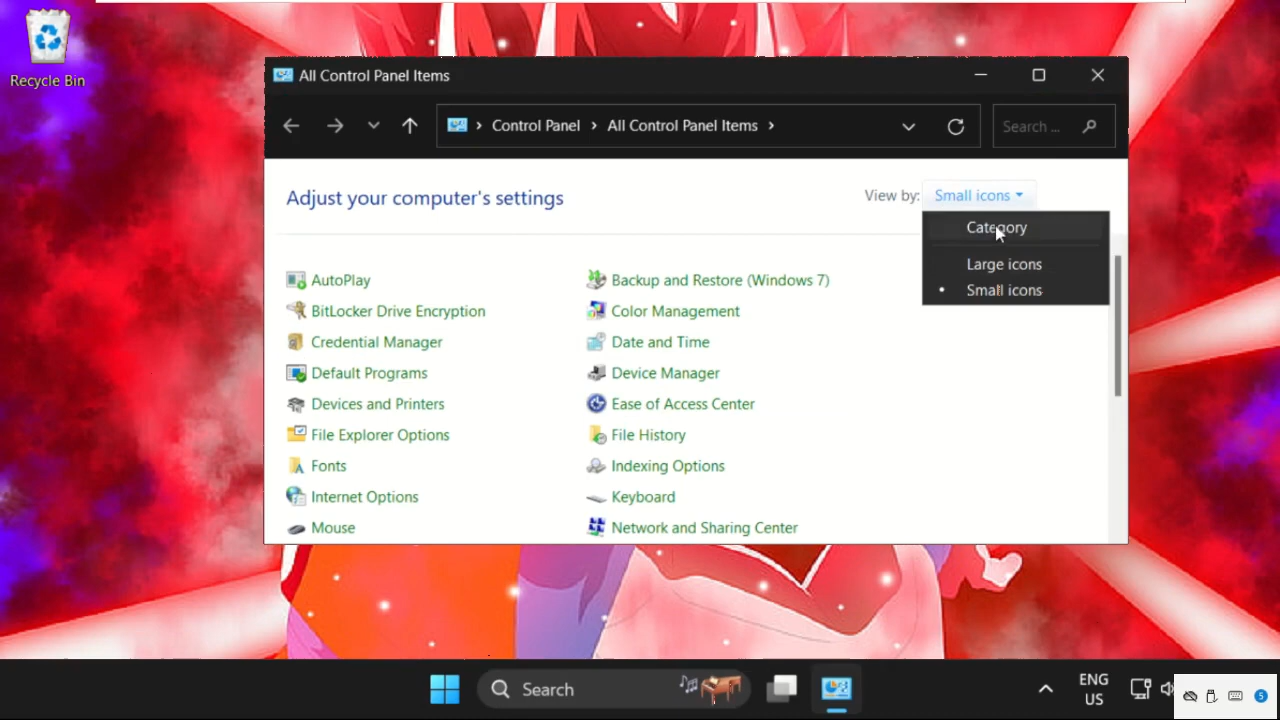 Recycle Bin
All Control Panel Items
Control Panel
All Control Panel Items
Search ...
Adjust your computer's settings
View by:
Small icons
Category
Large icons
Small icons
AutoPlay
Backup and Restore (Windows 7)
BitLocker Drive Encryption
Color Management
Credential Manager
Date and Time
Default Programs
Device Manager
Devices and Printers
Ease of Access Center
File Explorer Options
File History
Fonts
Indexing Options
Internet Options
Keyboard
Mouse
Network and Sharing Center
Search
ENG
US
5